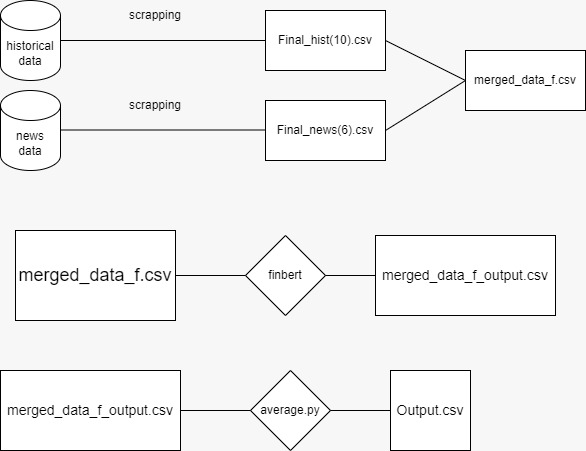 scrapping
historical
data
Final_hist(10).csv
merged_data_f.csv
scrapping
news
data
Final_news(6).csv
merged_data_f.csv
finbert
merged_data_f_output.csv
merged_data_f_output.csv
average.py
Output.csv